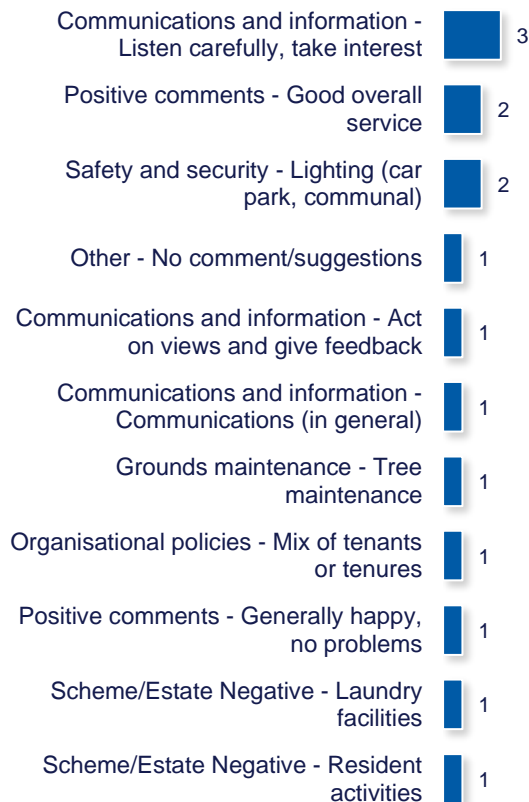 Communications and information -
Listen carefully, take interest
3
Positive comments - Good overall
service
2
Safety and security - Lighting (car
park, communal)
2
Other - No comment/suggestions
1
Communications and information - Act
on views and give feedback
1
Communications and information -
Communications (in general)
1
Grounds maintenance - Tree
maintenance
1
Organisational policies - Mix of tenants
or tenures
1
Positive comments - Generally happy,
no problems
1
Scheme/Estate Negative - Laundry
facilities
1
Scheme/Estate Negative - Resident
activities
1